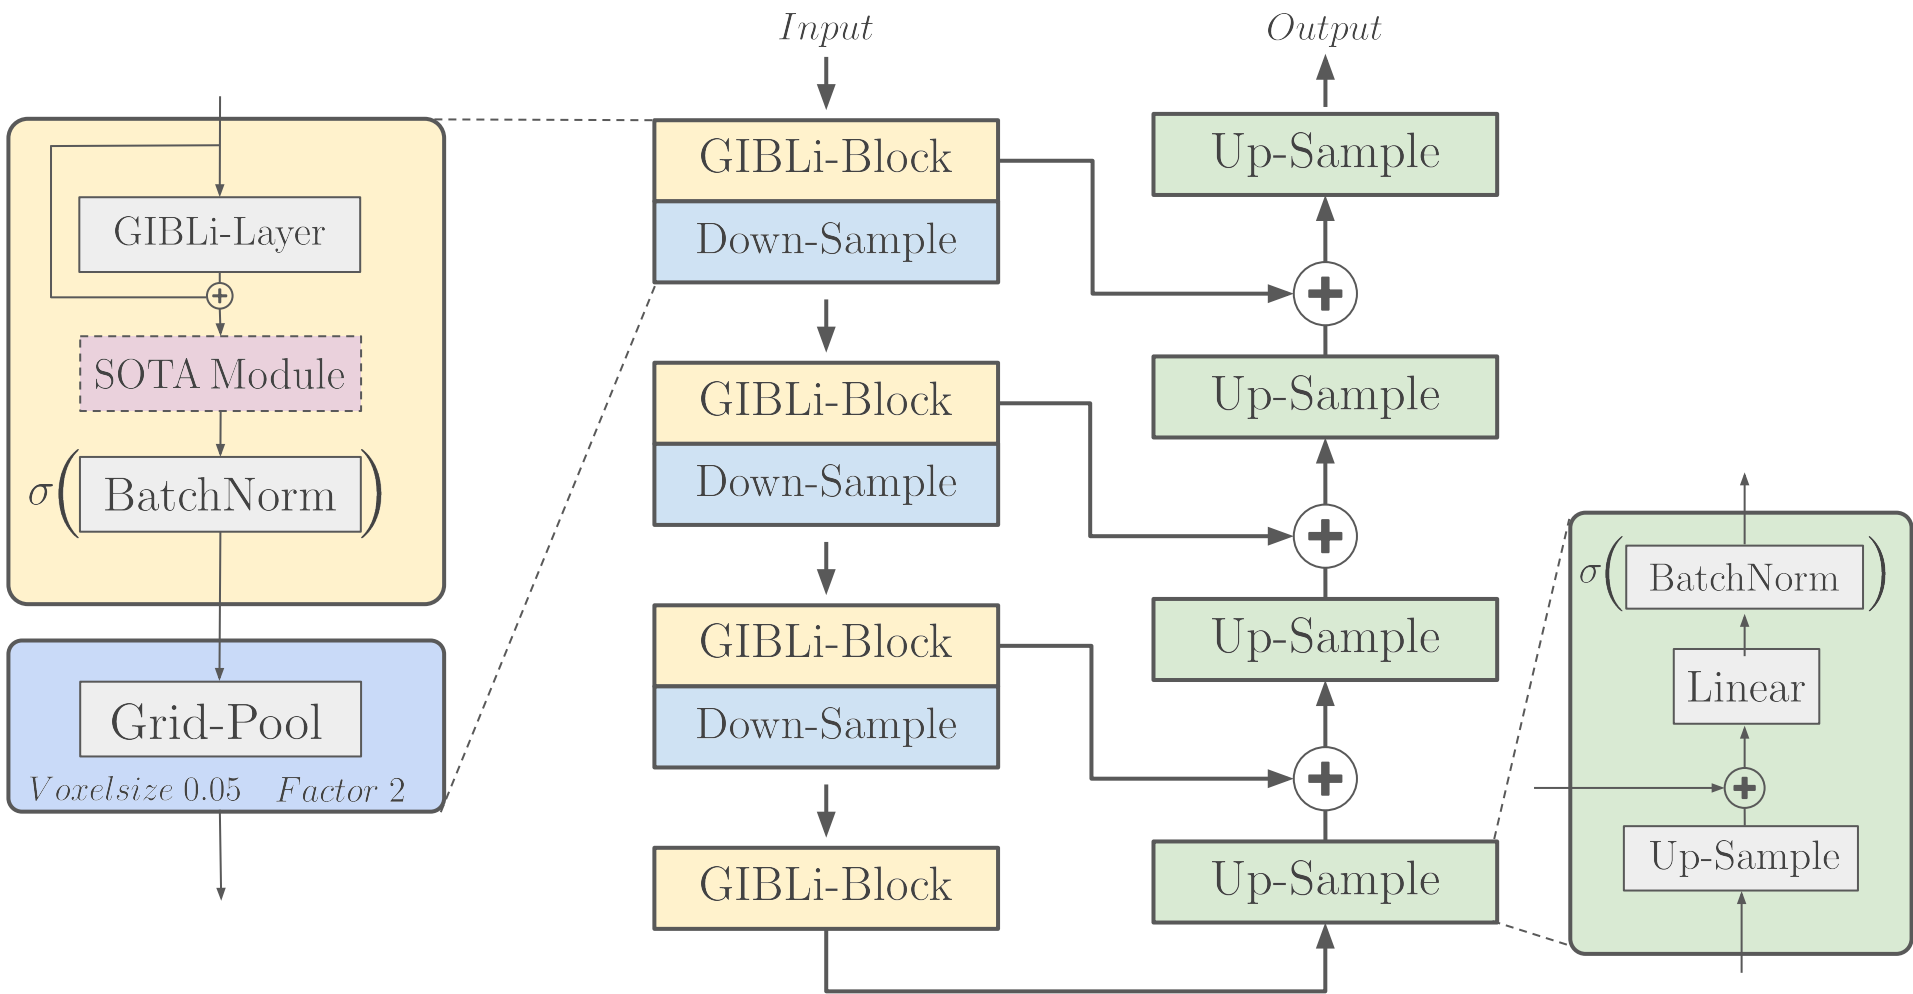 Input
Output
GIBLi-Layer
SOTA Module
σ(BatchNorm)
Grid-Pool
Voxelsize 0.05 Factor 2
GIBLi-Block
Down-Sample
GIBLi-Block
Down-Sample
GIBLi-Block
Down-Sample
GIBLi-Block
Up-Sample
Up-Sample
Up-Sample
Up-Sample
σ(BatchNorm)
Linear
Up-Sample